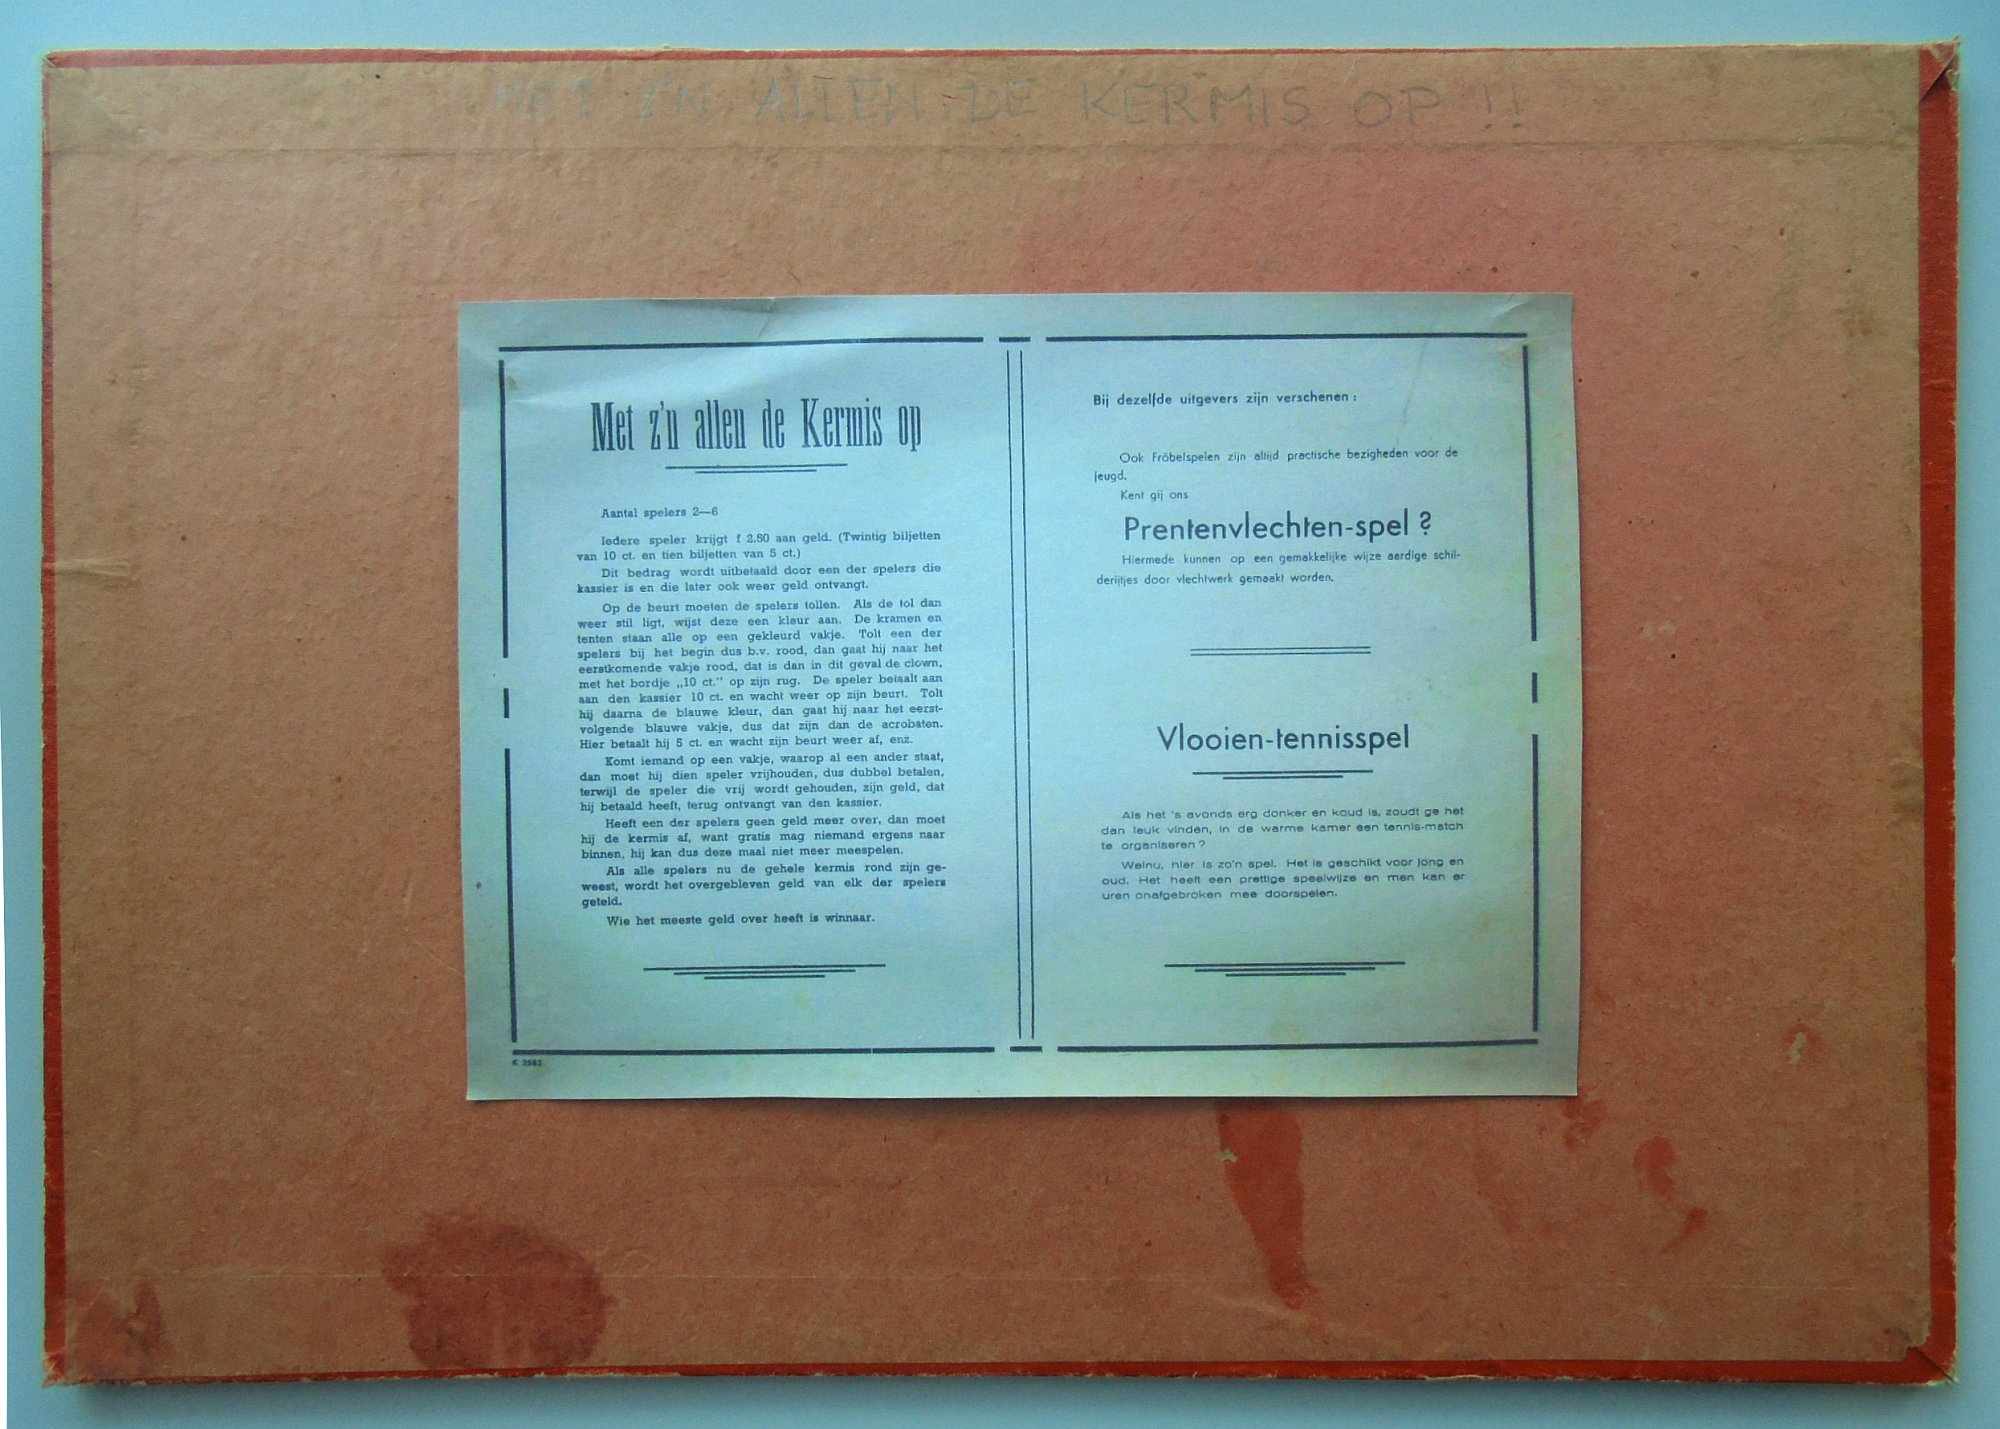 MET Z'N ALLEN DE KERMIS OP !!
Met z'n allen de Kermis op
Aantal spelers 2—6
Iedere speler krijgt f 2.50 aan geld. (Twintig biljetten
van 10 ct. en tien biljetten van 5 ct.)
Dit bedrag wordt uitbetaald door een der spelers die
kassier is en die later ook weer geld ontvangt.
Op de beurt moeten de spelers tollen. Als de tol dan
weer stil ligt, wijst deze een kleur aan. De kramen en
tenten staan alle op een gekleurd vakje. Tolt een der
spelers bij het begin dus b.v. rood, dan gaat hij naar het
eerstkomende vakje rood, dat is dan in dit geval de clown,
met het bordje „10 ct." op zijn rug. De speler betaalt aan
aan den kassier 10 ct. en wacht weer op zijn beurt. Tolt
hij daarna de blauwe kleur, dan gaat hij naar het eerst-
volgende blauwe vakje, dus dat zijn dan de acrobaten.
Hier betaalt hij 5 ct. en wacht zijn beurt weer af, enz.
Komt iemand op een vakje, waarop al een ander staat,
dan moet hij dien speler vrijhouden, dus dubbel betalen,
terwijl de speler die vrij wordt gehouden, zijn geld, dat
hij betaald heeft, terug ontvangt van den kassier.
Heeft een der spelers geen geld meer over, dan moet
hij de kermis af, want gratis mag niemand ergens naar
binnen, hij kan dus deze maal niet meer meespelen.
Als alle spelers nu de gehele kermis rond zijn ge-
weest, wordt het overgebleven geld van elk der spelers
geteld.
Wie het meeste geld over heeft is winnaar.
K 2583
Bij dezelfde uitgevers zijn verschenen :
Ook Fröbelspelen zijn altijd practische bezigheden voor de
jeugd.
Kent gij ons
Prentenvlechten-spel ?
Hiermede kunnen op een gemakkelijke wijze aardige schil-
derijtjes door vlechtwerk gemaakt worden.
Vlooien-tennisspel
Als het 's avonds erg donker en koud is, zoudt ge het
dan leuk vinden, in de warme kamer een tennis-match
te organiseren ?
Welnu, hier is zo'n spel. Het is geschikt voor jong en
oud. Het heeft een prettige speelwijze en men kan er
uren onafgebroken mee doorspelen.